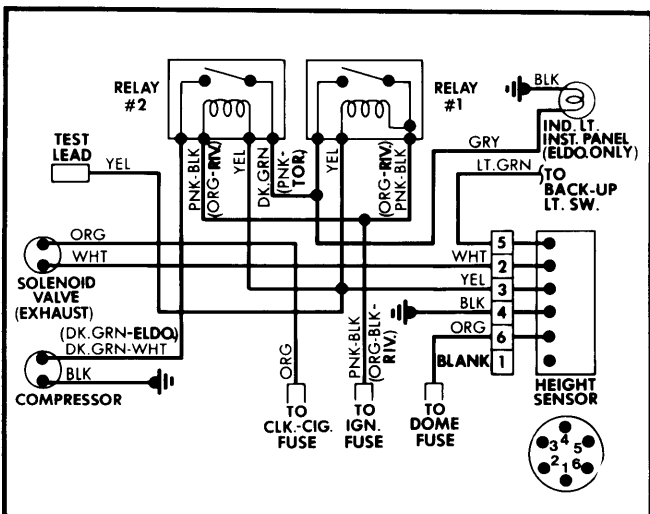 RELAY
#2
RELAY
#1
BLK
IND. LT.
INST. PANEL
(ELDO. ONLY)
TEST
LEAD
YEL
PNK-BLK
(ORG-RIV.)
YEL
DK.GRN
(PNK-
TOR.)
YEL
(ORG-RIV.)
PNK-BLK
GRY
LT.GRN
TO
BACK-UP
LT. SW.
ORG
WHT
SOLENOID
VALVE
(EXHAUST)
WHT
YEL
BLK
ORG
BLANK
5
2
3
4
6
1
HEIGHT
SENSOR
(DK.GRN-ELDO.)
DK.GRN-WHT
BLK
COMPRESSOR
ORG
PNK-BLK
(ORG-BLK-
RIV.)
TO
CLK.-CIG.
FUSE
TO
IGN.
FUSE
TO
DOME
FUSE
3 4 5
2 1 6